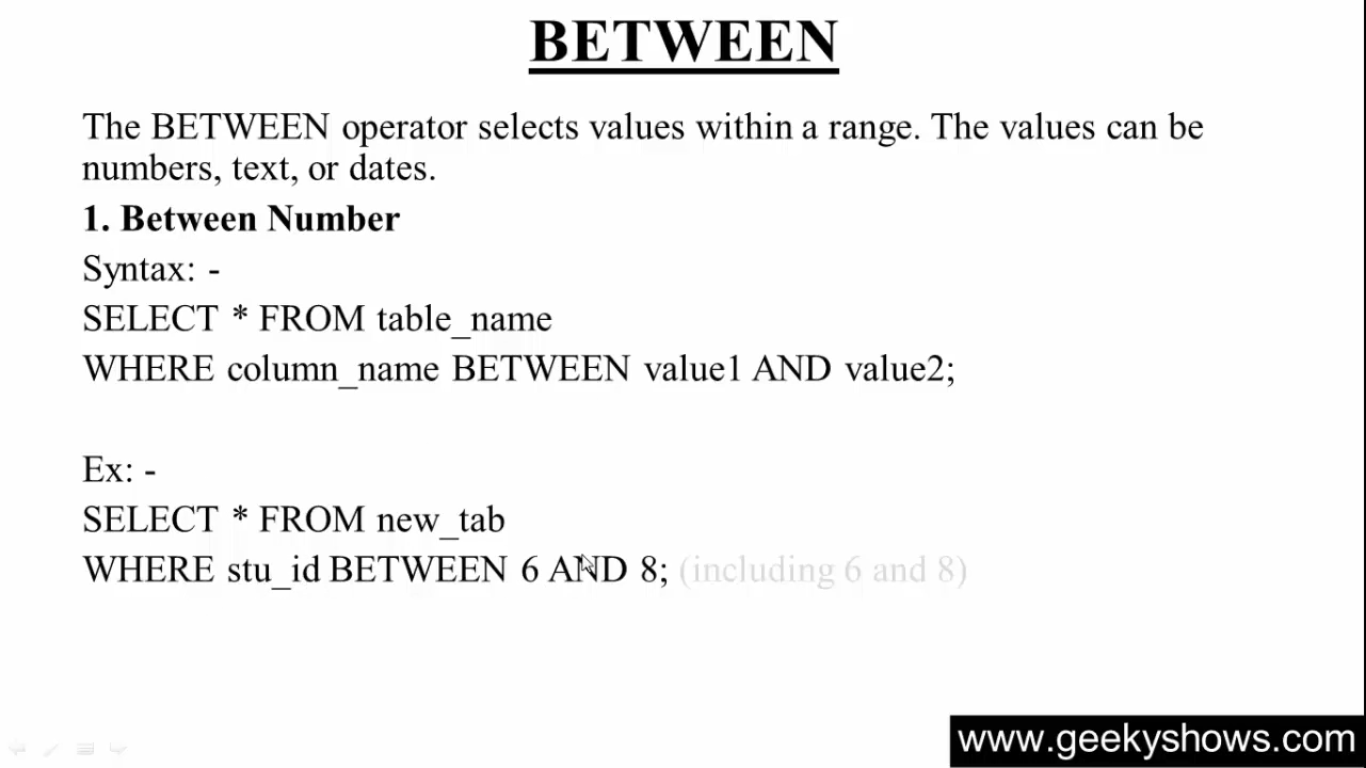 BETWEEN
The BETWEEN operator selects values within a range. The values can be
numbers, text, or dates.
1. Between Number
Syntax: -
SELECT * FROM table_name
WHERE column_name BETWEEN value1 AND value2;
Ex: -
SELECT * FROM new_tab
WHERE stu_id BETWEEN 6 AND 8; (including 6 and 8)
www.geekyshows.com